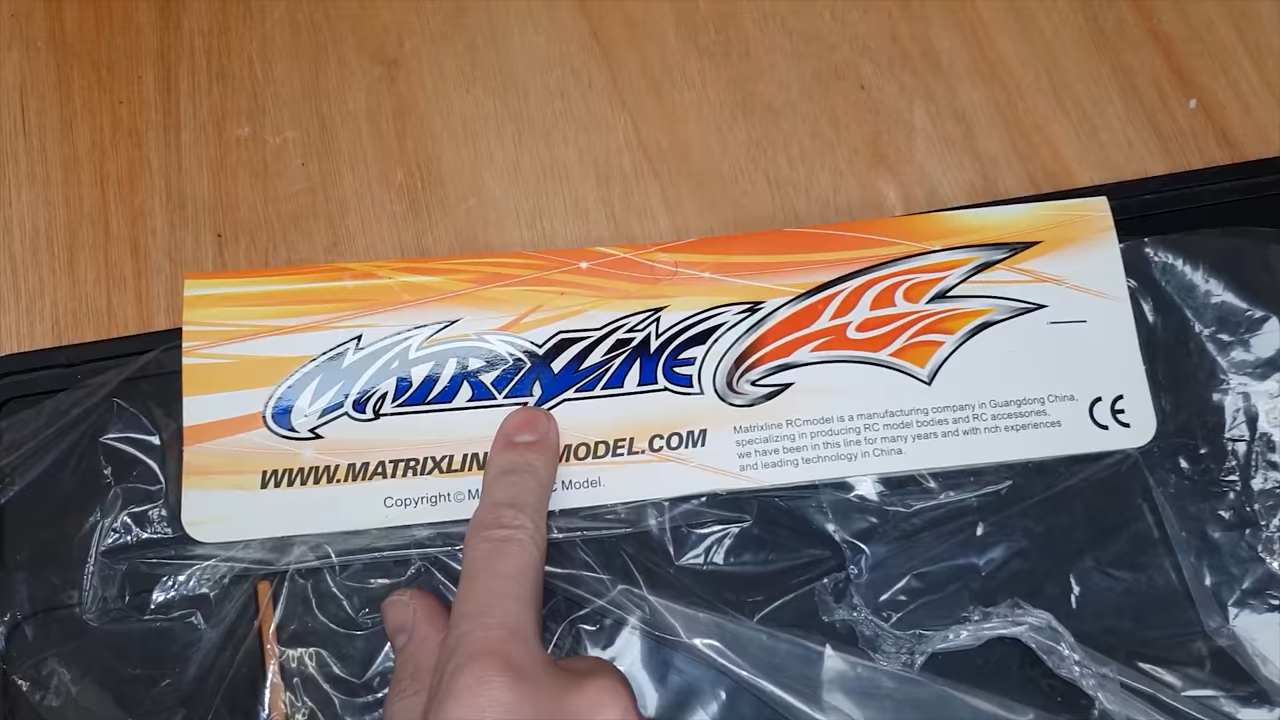 MATRIXLINE
WWW.MATRIXLIN MODEL.COM
Copyright© M C Model.
Matrixline RCmodel is a manufacturing company in Guangdong China,
specializing in producing RC model bodies and RC accessories,
we have been in this line for many years and with rich experiences
and leading technology in China.
CE